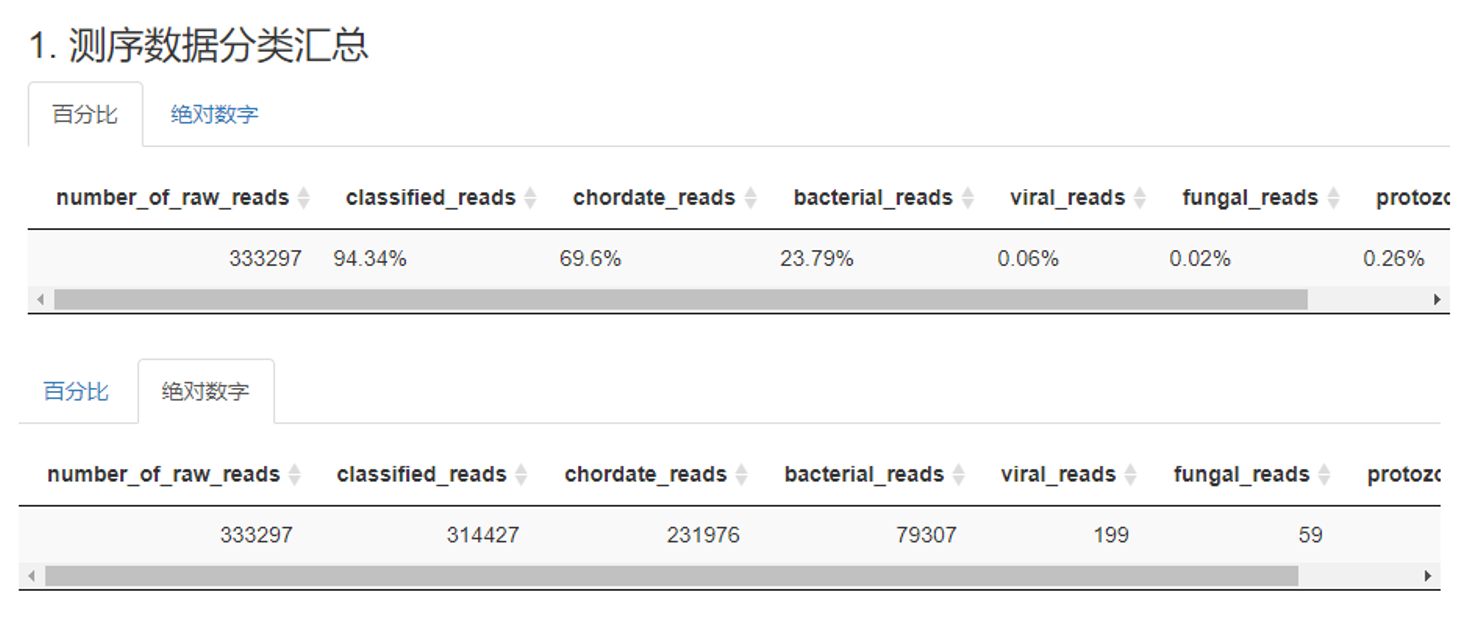 1. 测序数据分类汇总
百分比 绝对数字
number_of_raw_reads classified_reads chordate_reads bacterial_reads viral_reads fungal_reads protozo
333297 94.34% 69.6% 23.79% 0.06% 0.02% 0.26%
百分比 绝对数字
number_of_raw_reads classified_reads chordate_reads bacterial_reads viral_reads fungal_reads protozo
333297 314427 231976 79307 199 59